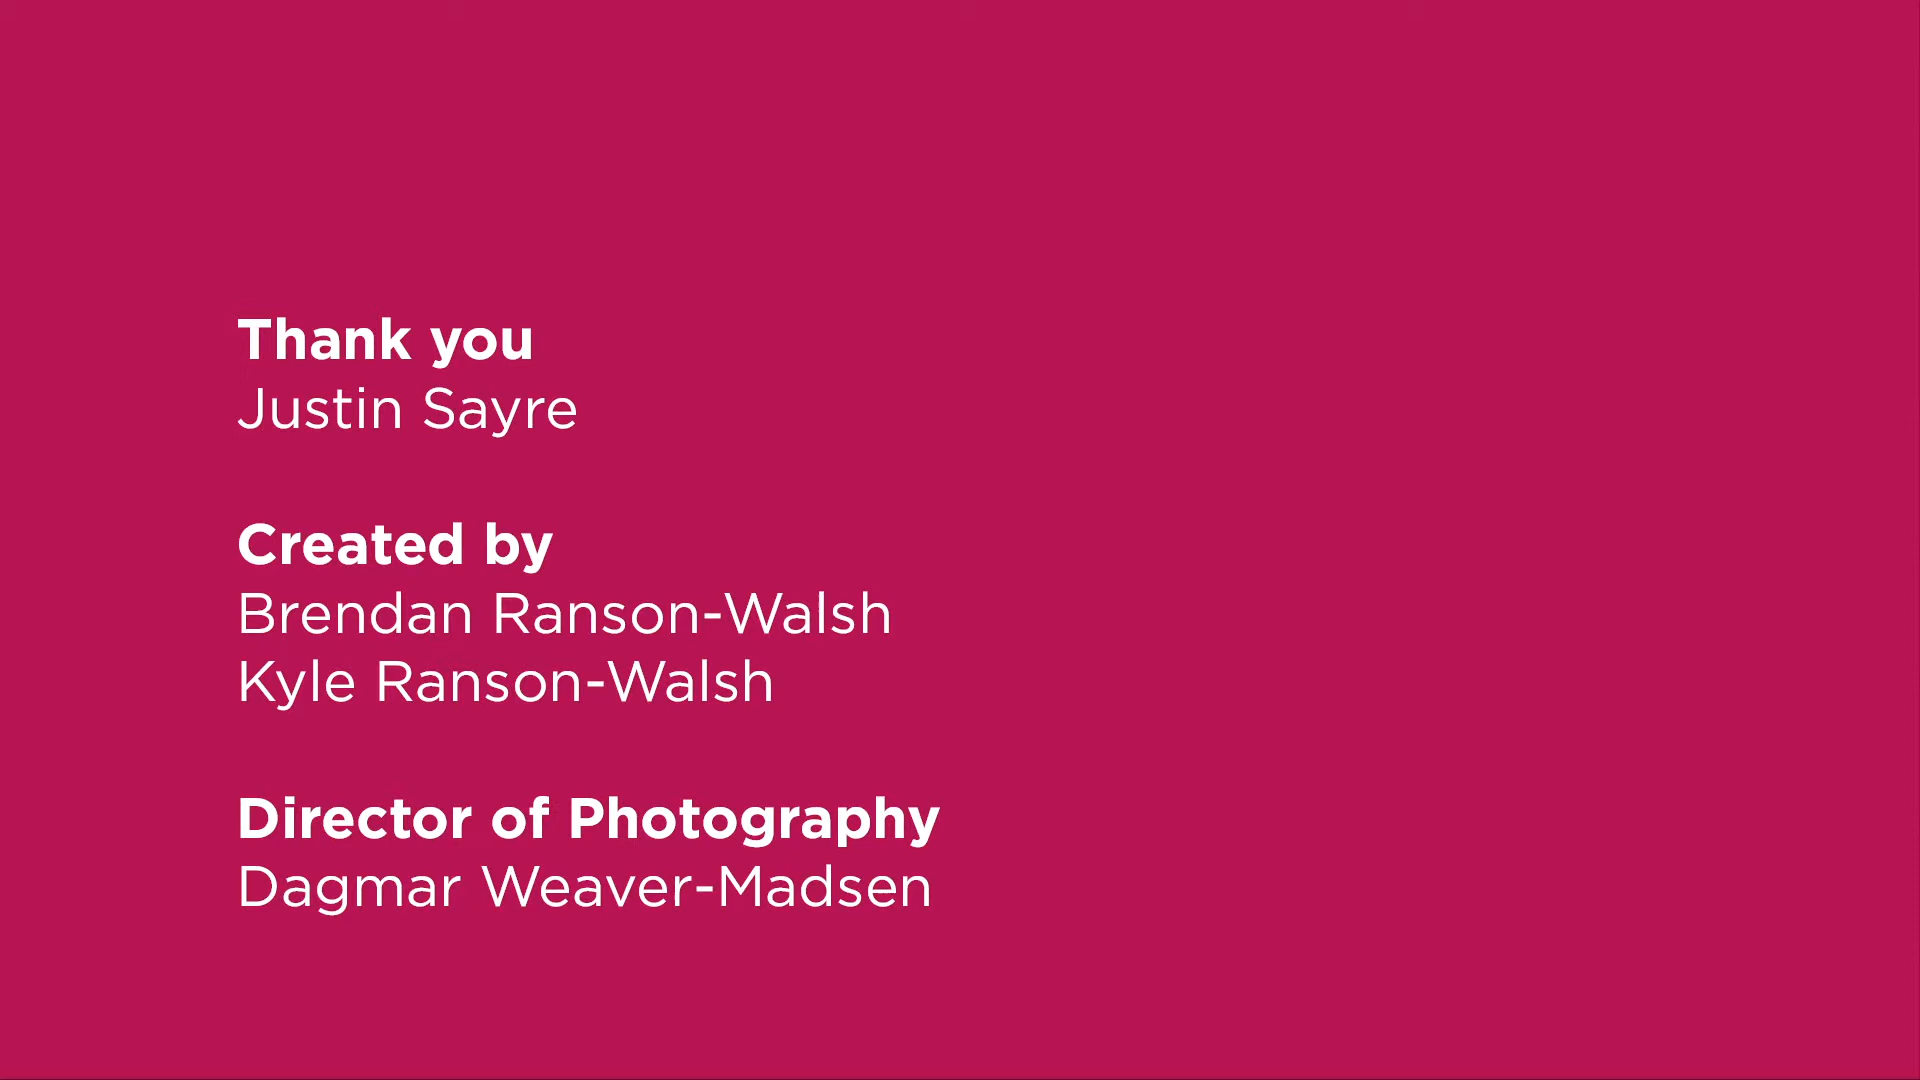 Thank you
Justin Sayre
Created by
Brendan Ranson-Walsh
Kyle Ranson-Walsh
Director of Photography
Dagmar Weaver-Madsen